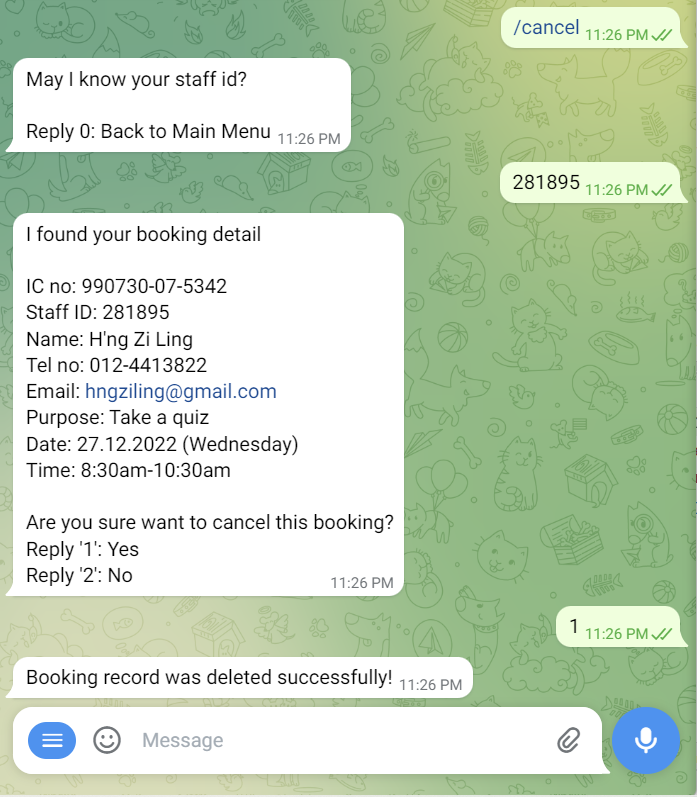 /cancel 11:26 PM
May I know your staff id?
Reply 0: Back to Main Menu 11:26 PM
281895 11:26 PM
I found your booking detail
IC no: 990730-07-5342
Staff ID: 281895
Name: H'ng Zi Ling
Tel no: 012-4413822
Email: hngziling@gmail.com
Purpose: Take a quiz
Date: 27.12.2022 (Wednesday)
Time: 8:30am-10:30am
Are you sure want to cancel this booking?
Reply '1': Yes
Reply '2': No 11:26 PM
1 11:26 PM
Booking record was deleted successfully! 11:26 PM
Message